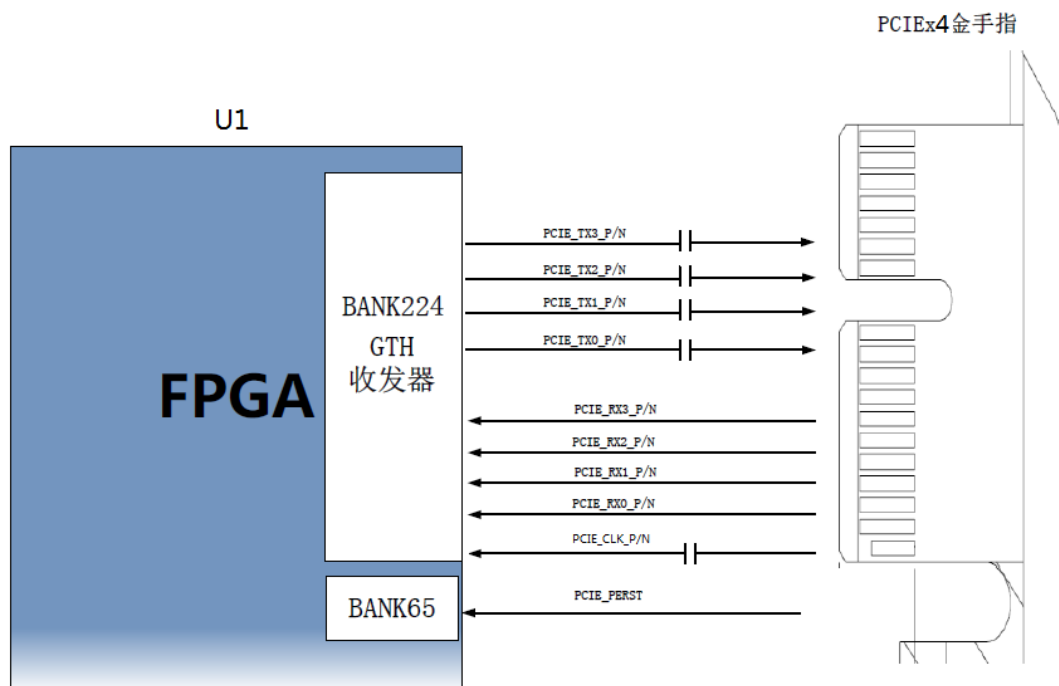 PCIEx4金手指
U1
FPGA
BANK224
GTH
收发器
PCIE_TX3_P/N
PCIE_TX2_P/N
PCIE_TX1_P/N
PCIE_TX0_P/N
PCIE_RX3_P/N
PCIE_RX2_P/N
PCIE_RX1_P/N
PCIE_RX0_P/N
PCIE_CLK_P/N
BANK65
PCIE_PERST